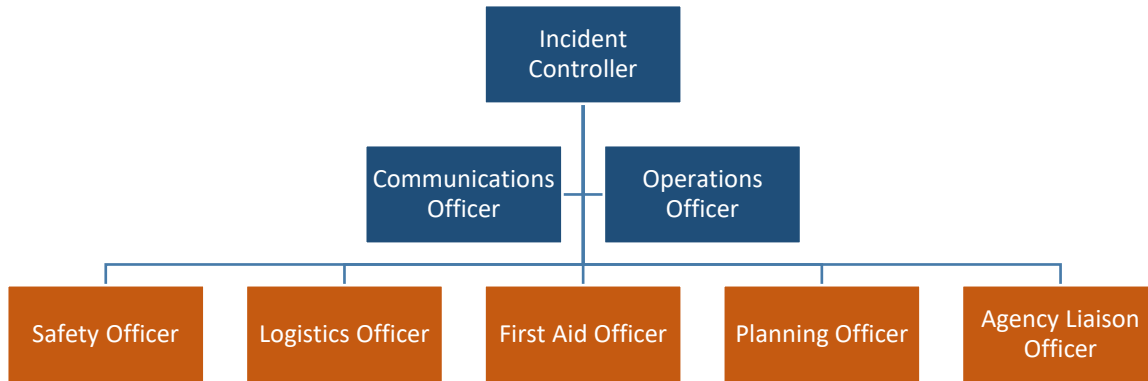 Incident
Controller
Communications
Officer
Operations
Officer
Safety Officer
Logistics Officer
First Aid Officer
Planning Officer
Agency Liaison
Officer